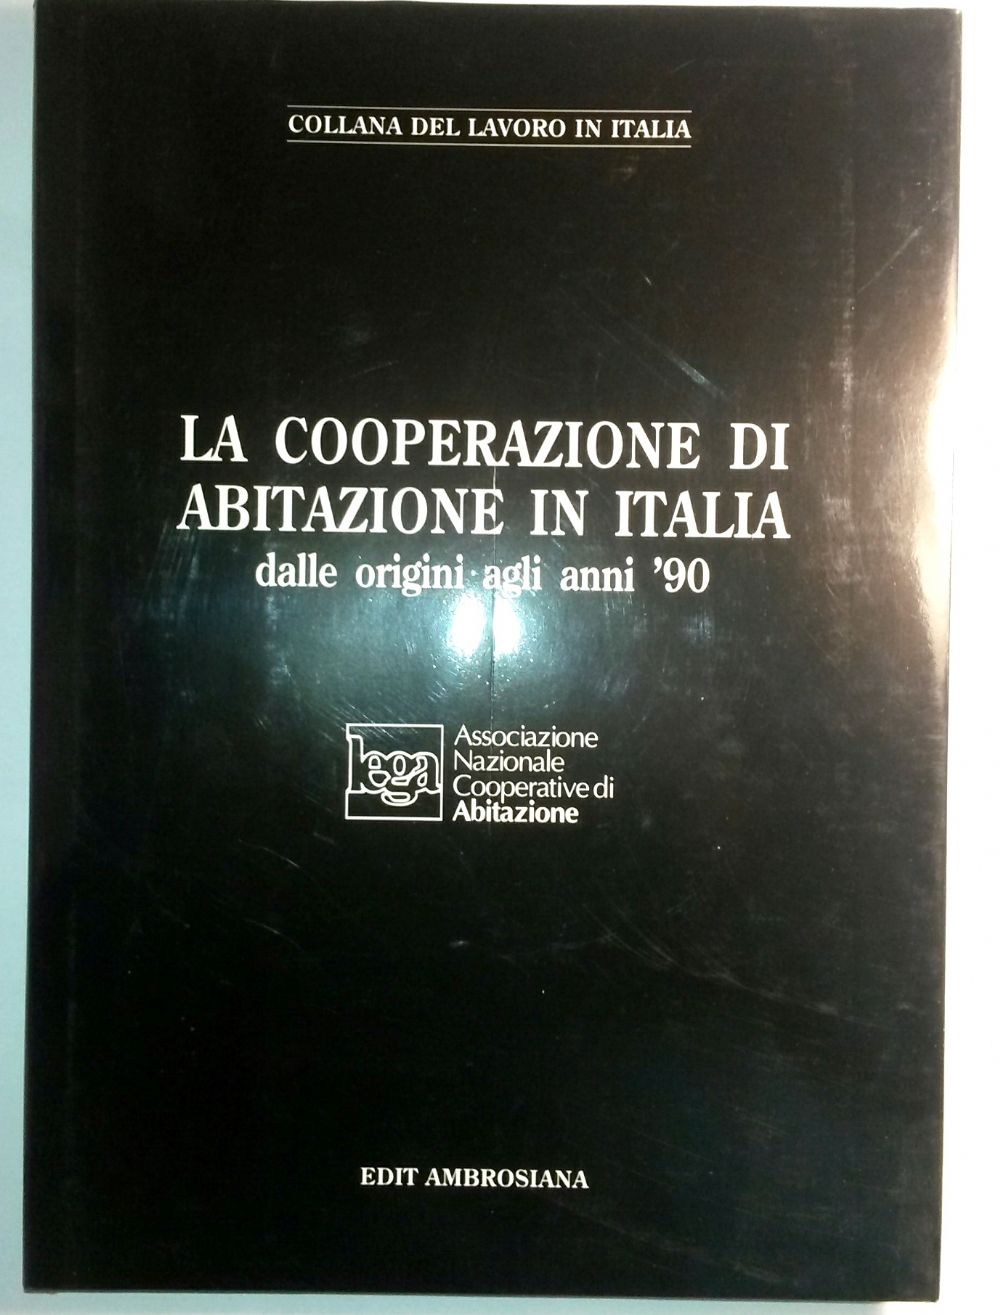 COLLANA DEL LAVORO IN ITALIA
LA COOPERAZIONE DI
ABITAZIONE IN ITALIA
dalle origini agli anni '90
lega
Associazione
Nazionale
Cooperative di
Abitazione
EDIT AMBROSIANA